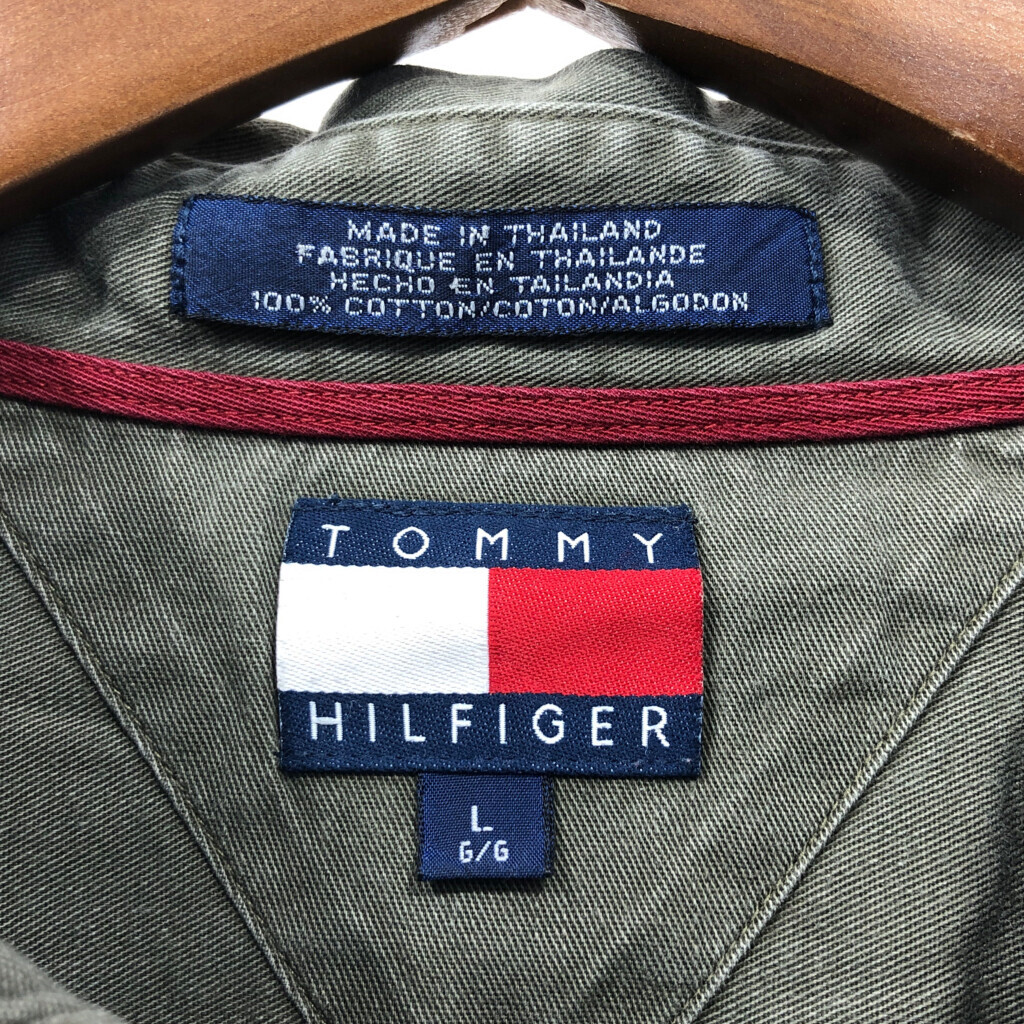 MADE IN THAILAND
FABRIQUE EN THAILANDE
HECHO EN TAILANDIA
100% COTTON/COTON/ALGODON
TOMMY
HILFIGER
L
G/G